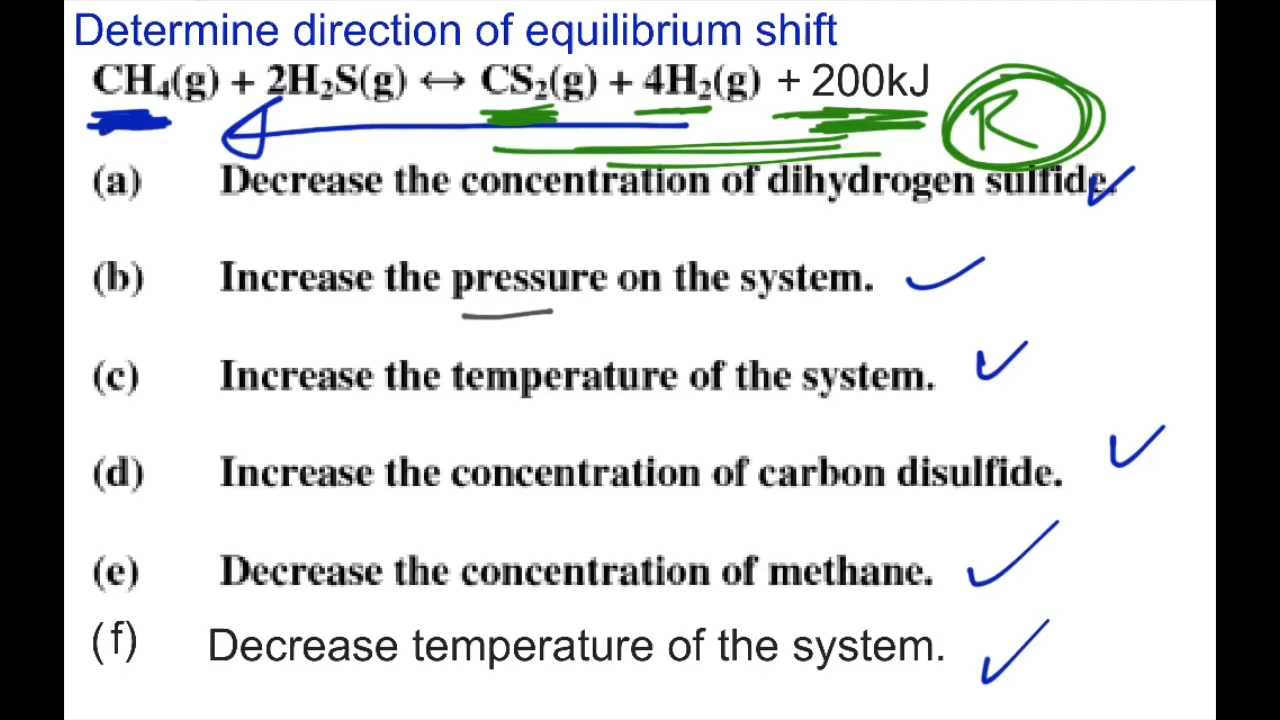 Determine direction of equilibrium shift
CH₄(g) + 2H₂S(g) ↔ CS₂(g) + 4H₂(g) + 200kJ
R
(a) Decrease the concentration of dihydrogen sulfide.
(b) Increase the pressure on the system.
(c) Increase the temperature of the system.
(d) Increase the concentration of carbon disulfide.
(e) Decrease the concentration of methane.
(f) Decrease temperature of the system.